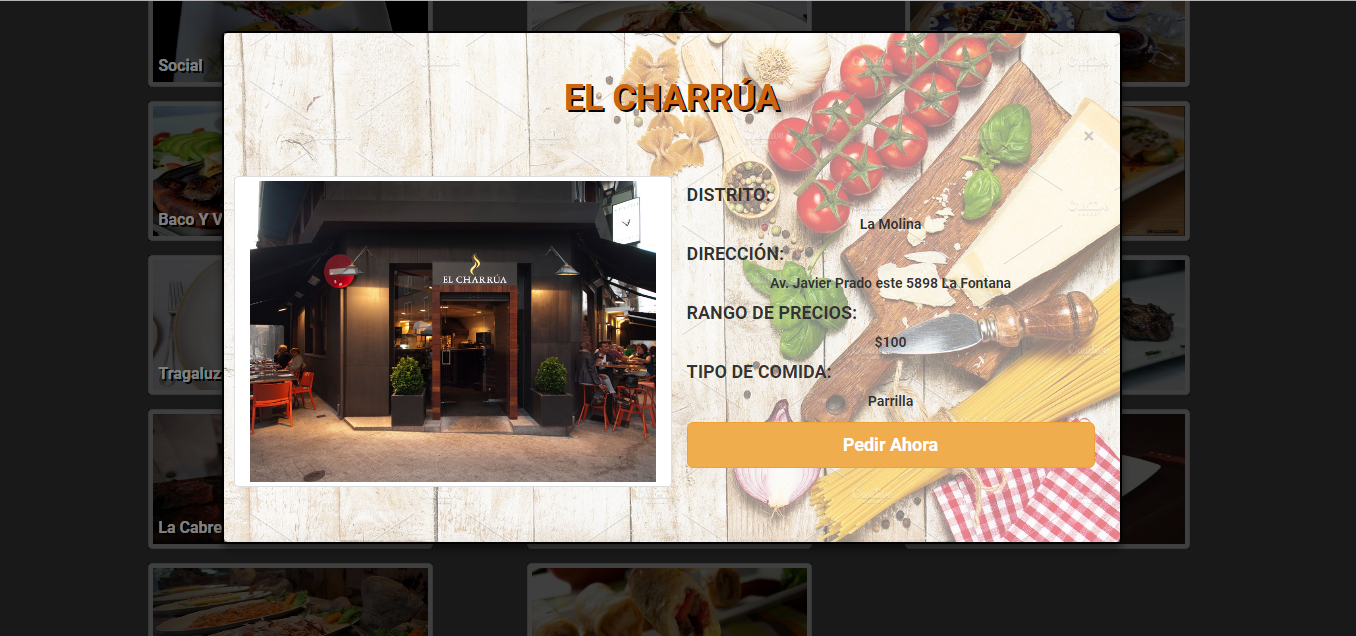 Social
Baco Y V
Tragaluz
La Cabre
EL CHARRÚA
×
EL CHARRÚA
DISTRITO:
La Molina
DIRECCIÓN:
Av. Javier Prado este 5898 La Fontana
RANGO DE PRECIOS:
$100
TIPO DE COMIDA:
Parrilla
Pedir Ahora